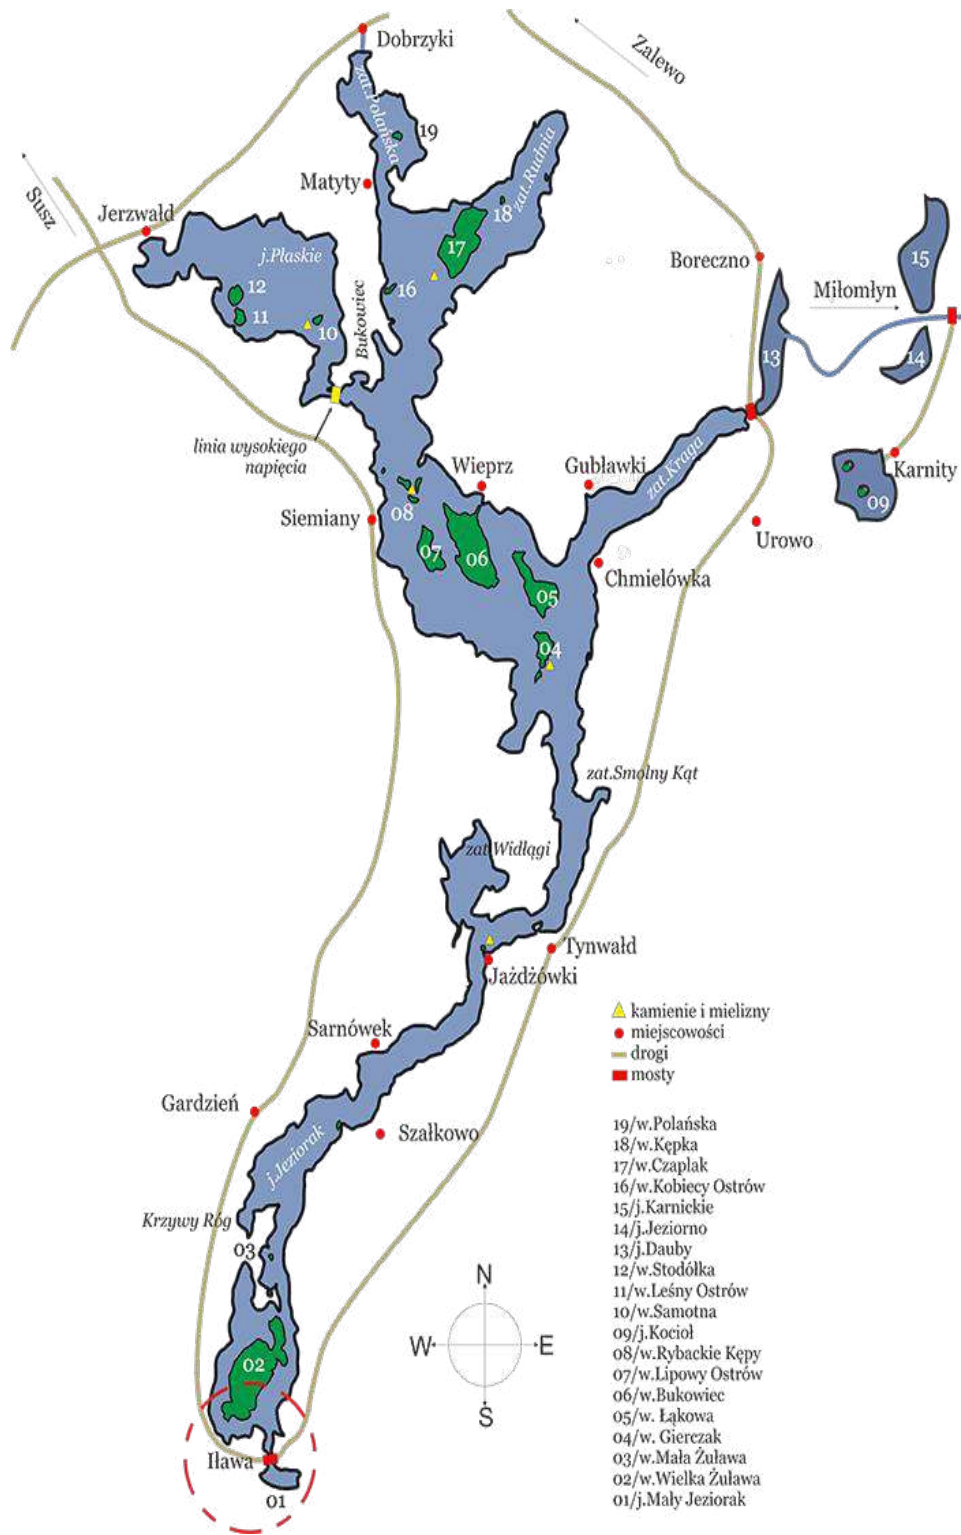 Dobrzyki
Zalewo
zat.Polańska
19
zat.Rudnia
Matyty
18
Susz
Jerzwałd
17
j.Płaskie
Boreczno
15
12
16
Miłomłyn
11
10
Bukowiec
13
14
linia wysokiego
napięcia
Wieprz
Gubławki
zat.Kraga
Karnity
09
08
Siemiany
Urowo
07
06
Chmielówka
05
04
zat.Smolny Kąt
zat.Widłągi
Tynwałd
Jażdżówki
kamienie i mielizny
Sarnówek
miejscowości
drogi
mosty
Gardzień
Szałkowo
j.Jeziorak
Krzywy Róg
03
N
W
E
S
02
Iława
01
19/w.Polańska
18/w.Kępka
17/w.Czaplak
16/w.Kobiecy Ostrów
15/j.Karnickie
14/j.Jeziorno
13/j.Dauby
12/w.Stodółka
11/w.Leśny Ostrów
10/w.Samotna
09/j.Kocioł
08/w.Rybackie Kępy
07/w.Lipowy Ostrów
06/w.Bukowiec
05/w. Łąkowa
04/w. Gierczak
03/w.Mała Żuława
02/w.Wielka Żuława
01/j.Mały Jeziorak